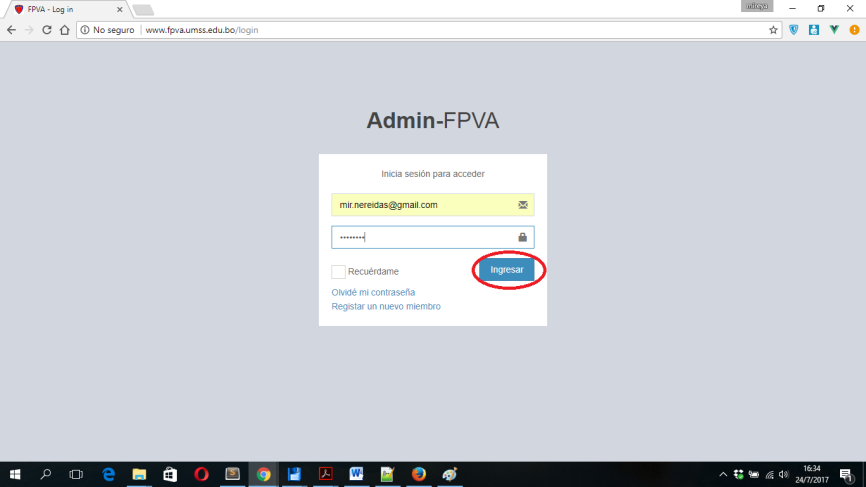 FPVA - Log in
mireya
No seguro | www.fpva.umss.edu.bo/login
Admin-FPVA
Inicia sesión para acceder
mir.nereidas@gmail.com
••••••••
Recuérdame
Ingresar
Olvidé mi contraseña
Registar un nuevo miembro
16:34
24/7/2017
1